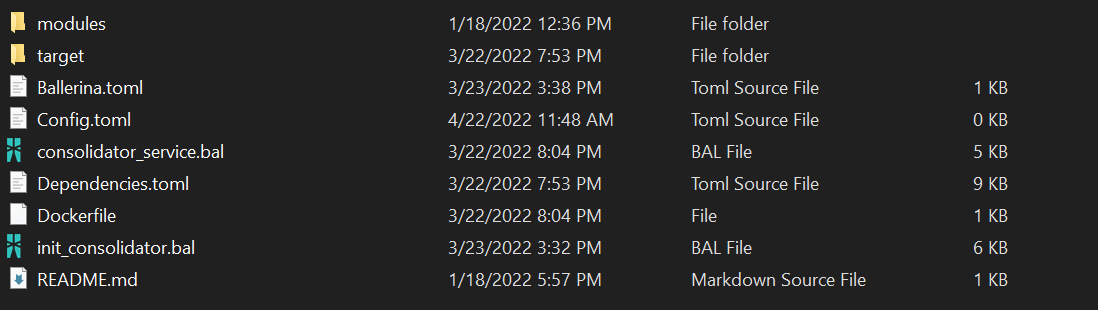 modules 1/18/2022 12:36 PM File folder
target 3/22/2022 7:53 PM File folder
Ballerina.toml 3/23/2022 3:38 PM Toml Source File 1 KB
Config.toml 4/22/2022 11:48 AM Toml Source File 0 KB
consolidator_service.bal 3/22/2022 8:04 PM BAL File 5 KB
Dependencies.toml 3/22/2022 7:53 PM Toml Source File 9 KB
Dockerfile 3/22/2022 8:04 PM File 1 KB
init_consolidator.bal 3/23/2022 3:32 PM BAL File 6 KB
README.md 1/18/2022 5:57 PM Markdown Source File 1 KB